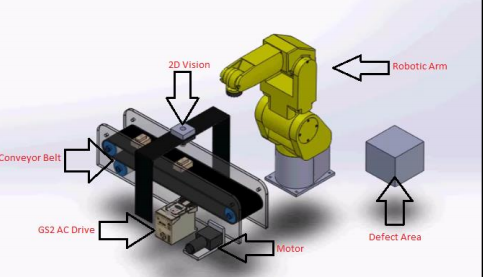 2D Vision
Robotic Arm
Conveyor Belt
GS2 AC Drive
Motor
Defect Area